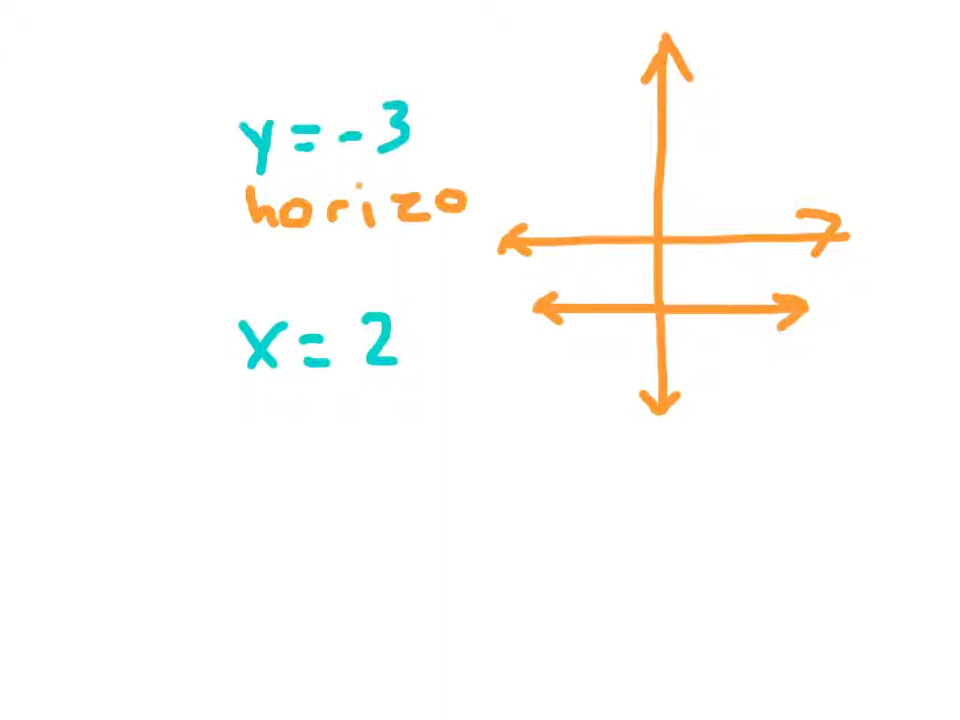 y = - 3
horizo
x = 2